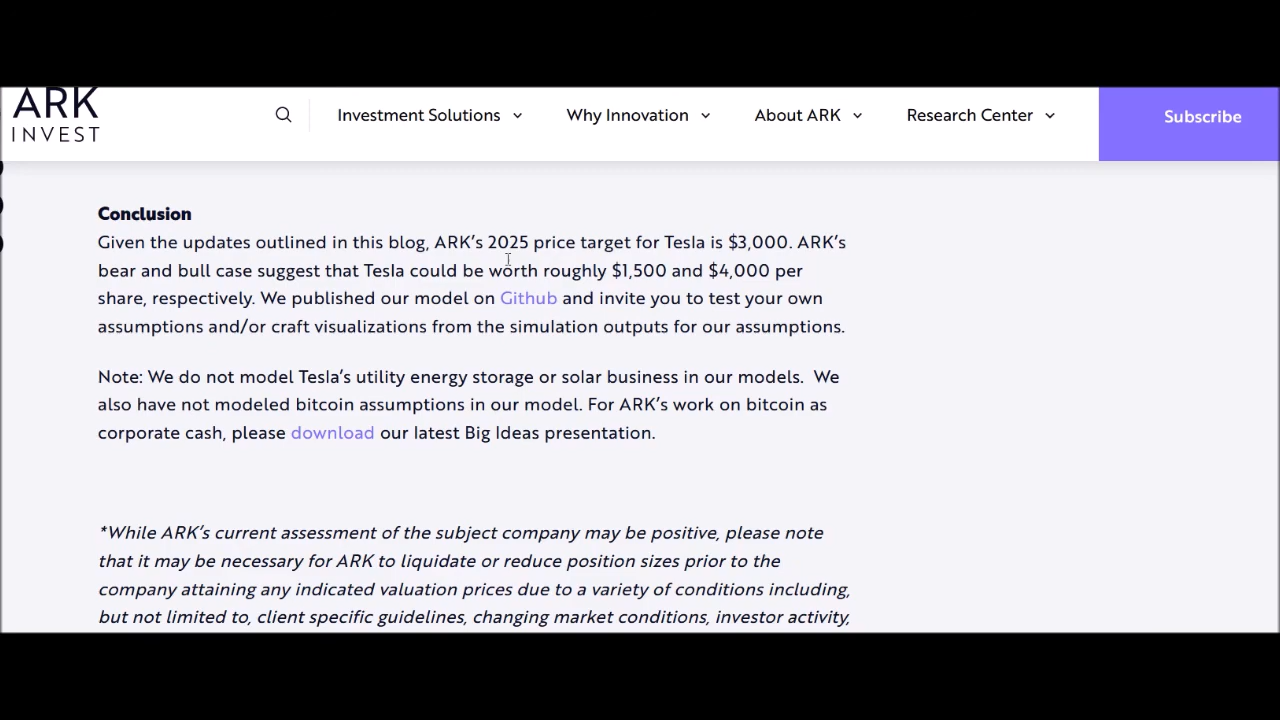 ARK
INVEST
Investment Solutions
Why Innovation
About ARK
Research Center
Subscribe
Conclusion
Given the updates outlined in this blog, ARK’s 2025 price target for Tesla is $3,000. ARK’s
bear and bull case suggest that Tesla could be worth roughly $1,500 and $4,000 per
share, respectively. We published our model on Github and invite you to test your own
assumptions and/or craft visualizations from the simulation outputs for our assumptions.
Note: We do not model Tesla’s utility energy storage or solar business in our models.  We
also have not modeled bitcoin assumptions in our model. For ARK’s work on bitcoin as
corporate cash, please download our latest Big Ideas presentation.
*While ARK’s current assessment of the subject company may be positive, please note
that it may be necessary for ARK to liquidate or reduce position sizes prior to the
company attaining any indicated valuation prices due to a variety of conditions including,
but not limited to, client specific guidelines, changing market conditions, investor activity,